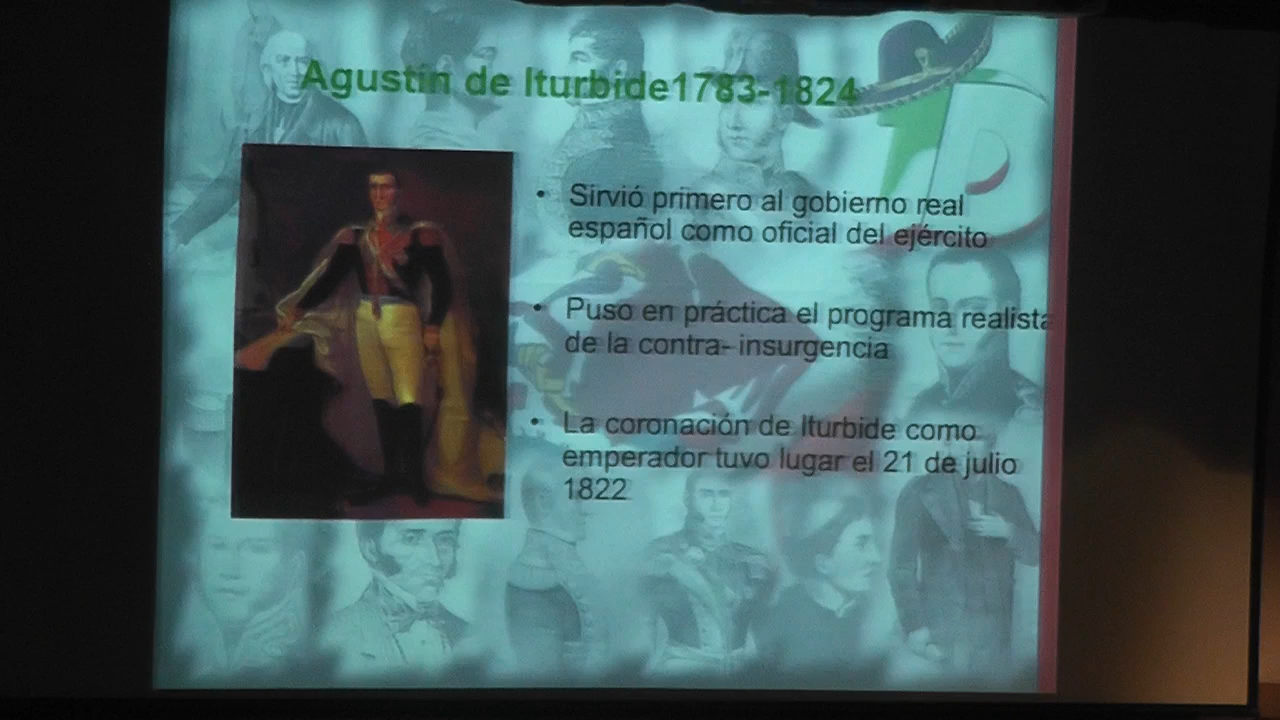 Agustín de Iturbide1783-1824
• Sirvió primero al gobierno real
español como oficial del ejército
• Puso en práctica el programa realista
de la contra- insurgencia
• La coronación de Iturbide como
emperador tuvo lugar el 21 de julio
1822